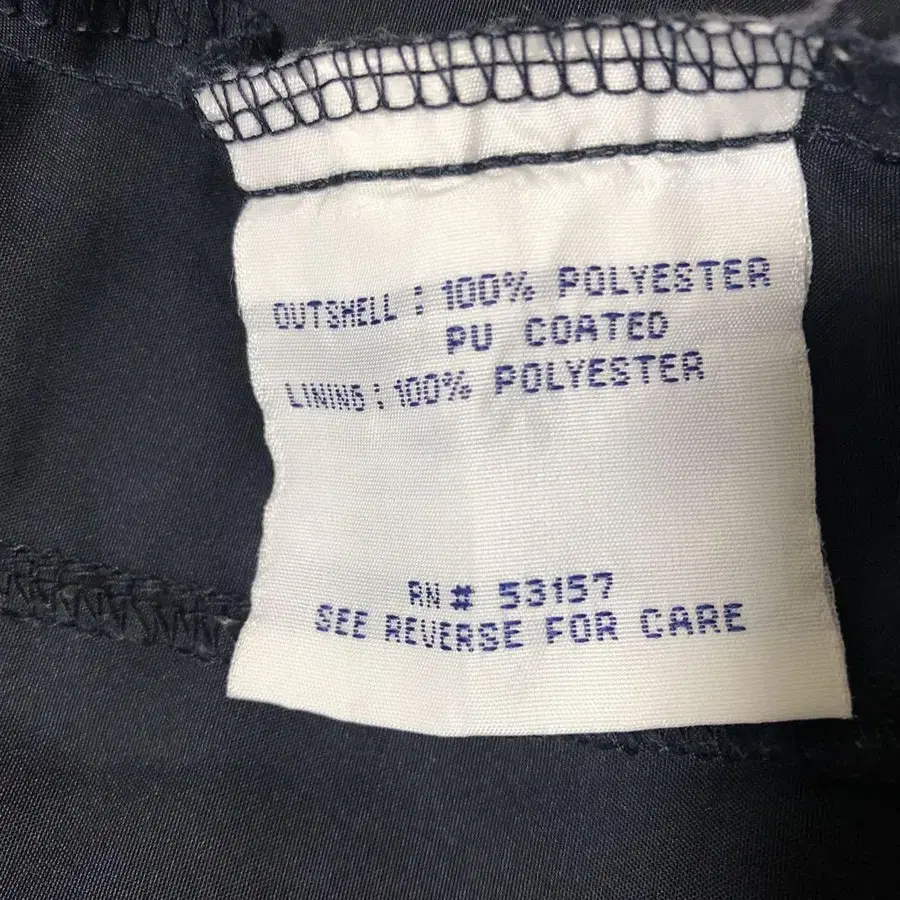 OUTSHELL : 100% POLYESTER
PU COATED
LINING : 100% POLYESTER
RN # 53157
SEE REVERSE FOR CARE